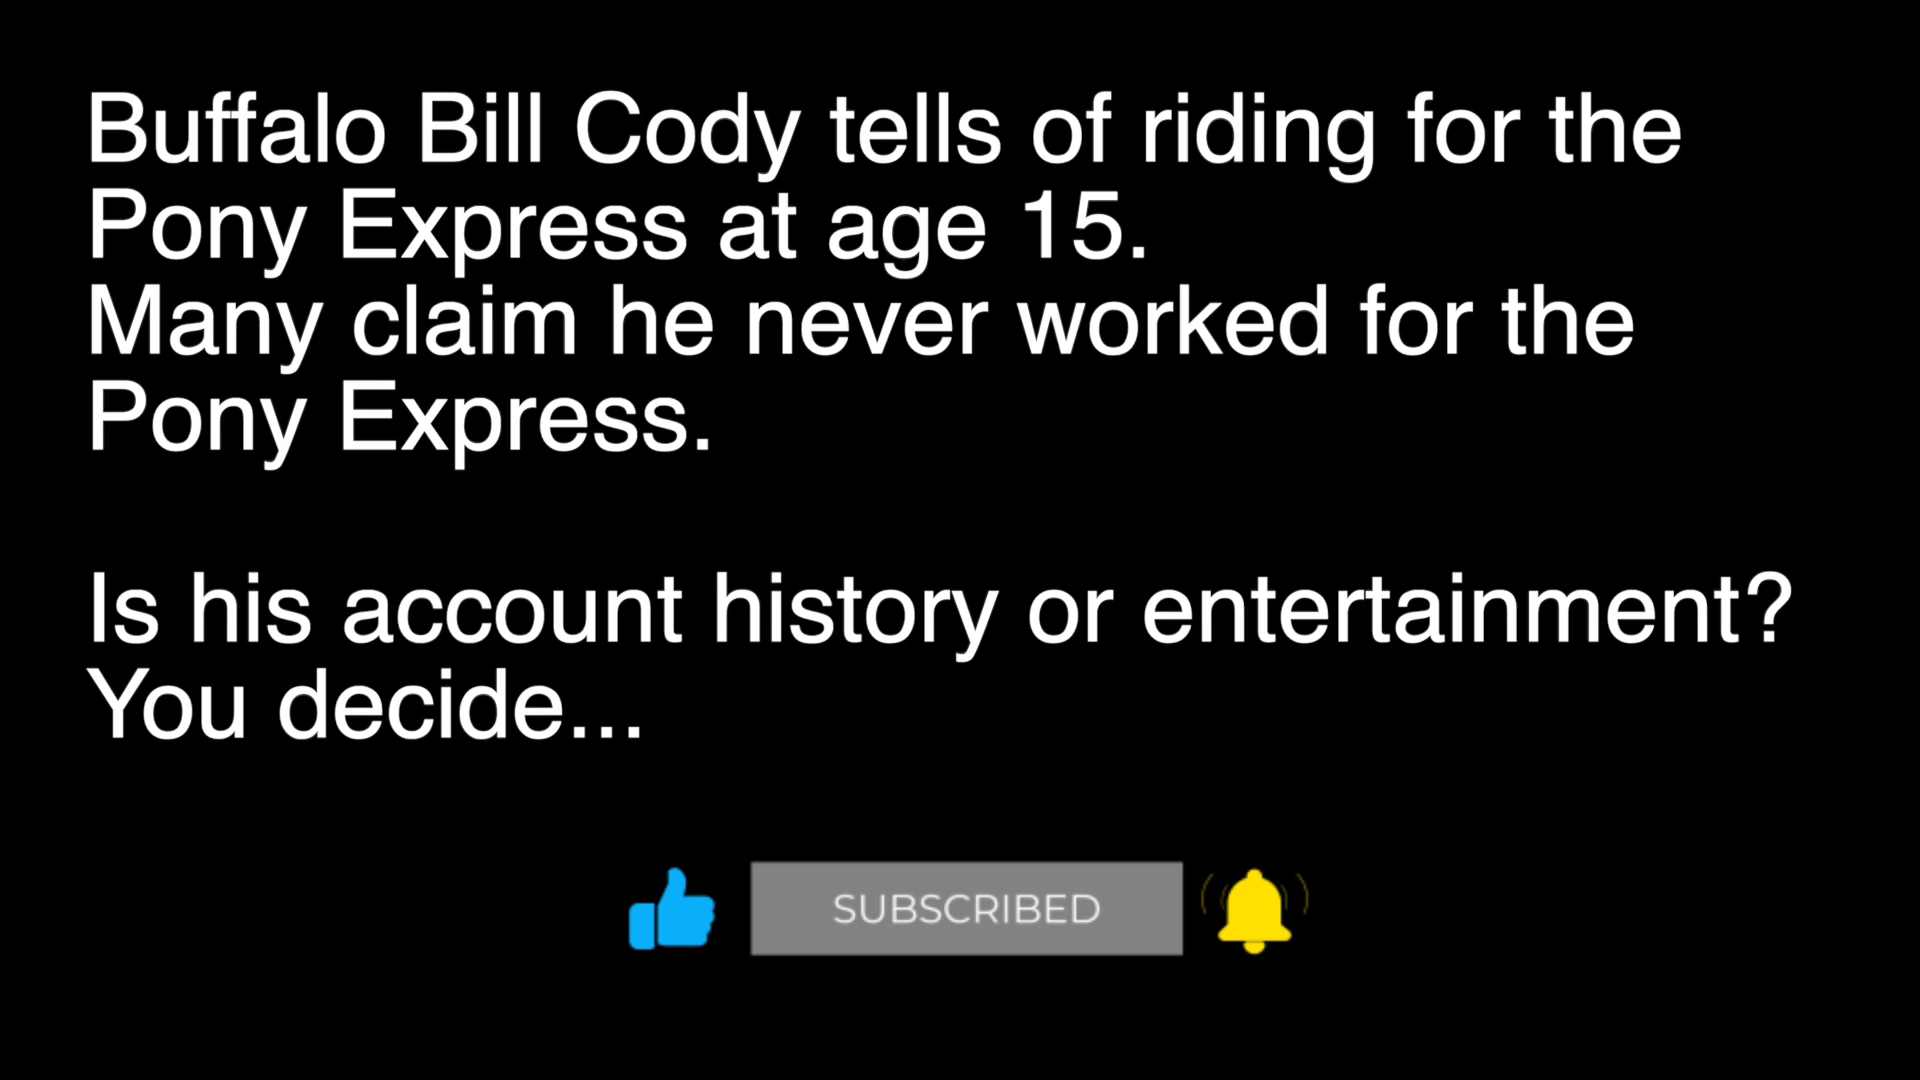 Buffalo Bill Cody tells of riding for the
Pony Express at age 15.
Many claim he never worked for the
Pony Express.
Is his account history or entertainment?
You decide...
SUBSCRIBED